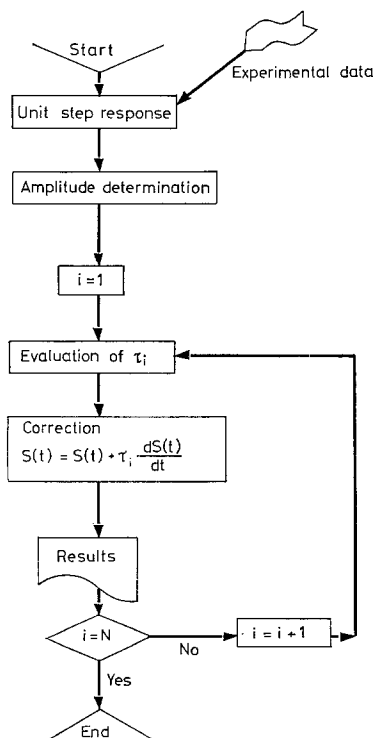 Start
Experimental data
Unit step response
Amplitude determination
i=1
Evaluation of τi
Correction
S(t) = S(t) + τi dS(t)/dt
Results
i=N
No
i = i+1
Yes
End